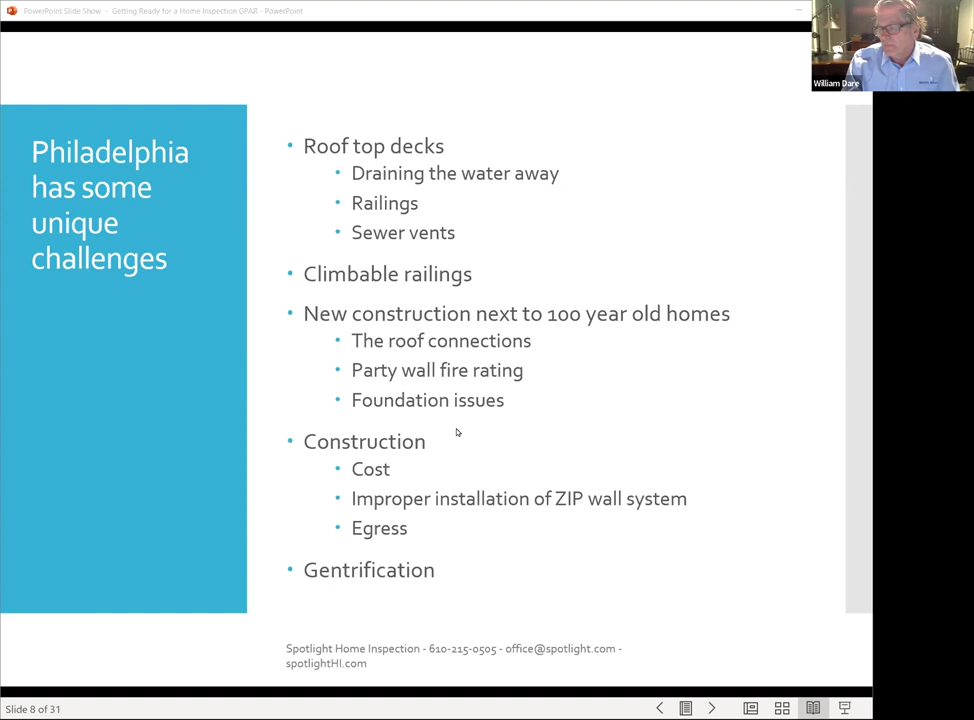 PowerPoint Slide Show - Getting Ready for a Home Inspection GPAR - PowerPoint
William Dare
Philadelphia
has some
unique
challenges
• Roof top decks
• Draining the water away
• Railings
• Sewer vents
• Climbable railings
• New construction next to 100 year old homes
• The roof connections
• Party wall fire rating
• Foundation issues
• Construction
• Cost
• Improper installation of ZIP wall system
• Egress
• Gentrification
Spotlight Home Inspection - 610-215-0505 - office@spotlight.com -
spotlightHI.com
Slide 8 of 31